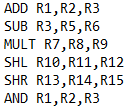 ADD R1,R2,R3
SUB R3,R5,R6
MULT R7,R8,R9
SHL R10,R11,R12
SHR R13,R14,R15
AND R1,R2,R3